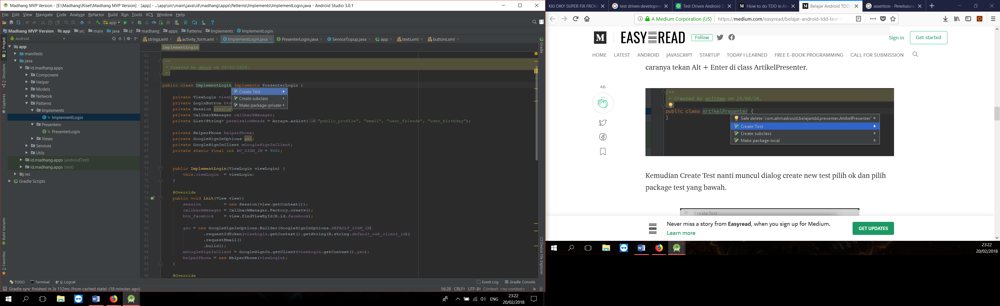 Madhang MVP Version - [E:\Madhang\Riset\Madhang MVP Version] - [app] - ...\app\src\main\java\id\madhang\apps\Patterns\Implements\ImplementLogin.java - Android Studio 3.0.1
File Edit View Navigate Code Analyze Refactor Build Run Tools VCS Window Help
app
Madhang MVP Version app src main java id madhang apps Patterns Implements ImplementLogin
Android
strings.xml activity_form.xml ImplementLogin.java PresenterLogin.java ServiceTopup.java app texts.xml buttons.xml
ImplementLogin
1: Project
7: Structure
Captures
Build Variants
2: Favorites
app
manifests
java
id.madhang.apps
Component
Helper
Models
Network
Patterns
Implements
ImplementLogin
Presenters
PresenterLogin
Views
Services
Utils
id.madhang.apps (androidTest)
id.madhang.apps (test)
res
Gradle Scripts
51
52 /**
53 * Created by denyb on 15/02/2018.
54 */
55
56 public class ImplementLogin implements PresenterLogin {
57
58 private ViewLogin viewL
59 private LoginButton btn
60 private Session session;
61 private CallbackManager callbackManager;
62 private List<String> permissionNeeds = Arrays.asList( ...a: "public_profile", "email", "user_friends", "user_birthday");
63
64 private HelperPhone helperPhone;
65 private GoogleSignInOptions gso;
66 private GoogleSignInClient mGoogleSignInClient;
67 private static final int RC_SIGN_IN = 9001;
68
69
70 public ImplementLogin(ViewLogin viewLogin) {
71 this.viewLogin = viewLogin;
72 }
73
74 @Override
75 public void init(View view){
76 session = new Session(view.getContext());
77 callbackManager = CallbackManager.Factory.create();
78 btn_facebook = view.findViewById(R.id.facebook);
79
80 gso = new GoogleSignInOptions.Builder(GoogleSignInOptions.DEFAULT_SIGN_IN)
81 .requestIdToken(viewLogin.getContext().getString(R.string.default_web_client_id))
82 .requestEmail()
83 .build();
84 mGoogleSignInClient = GoogleSignIn.getClient(viewLogin.getContext(),gso);
85 helperPhone = new HelperPhone(viewLogin);
86 }
87
88 @Override
Create Test
Create subclass
Make package-private
Gradle
Device File Explorer
TODO Terminal 6: Logcat Event Log Gradle Console
Gradle sync finished in 3s 112ms (from cached state) (18 minutes ago) 56:28 CRLF UTF-8 Context: <no context>
ENG
23:22
20/02/2018
KKI DIKY SUPER FIX FROM test driven developme Test Driven Android D How to do TDD in An Belajar Android TDD ( assertion - Penelusuran
A Medium Corporation (US) https://medium.com/easyread/belajar-android-tdd-test-d
M EASY READ Follow Sign in Get started
HOME LATEST ANDROID JAVASCRIPT STARTUP TODAY I LEARNED FREE E-BOOK PROGRAMMING CALL FOR SUBMISSION
caranya tekan Alt + Enter di class ArtikelPresenter.
46
/**
* Created by ocittwo on 25/08/16.
*/
public class ArtikelPresenter {
}
Safe delete 'com.ahmadrosid.belajartdd.presenter.ArtikelPresenter'
Create Test
Create subclass
Make package-local
Kemudian Create Test nanti muncul dialog create new test pilih ok dan pilih
package test yang bawah.
Create Test
Never miss a story from Easyread, when you sign up for Medium.
Learn more
GET UPDATES
23:22
20/02/2018